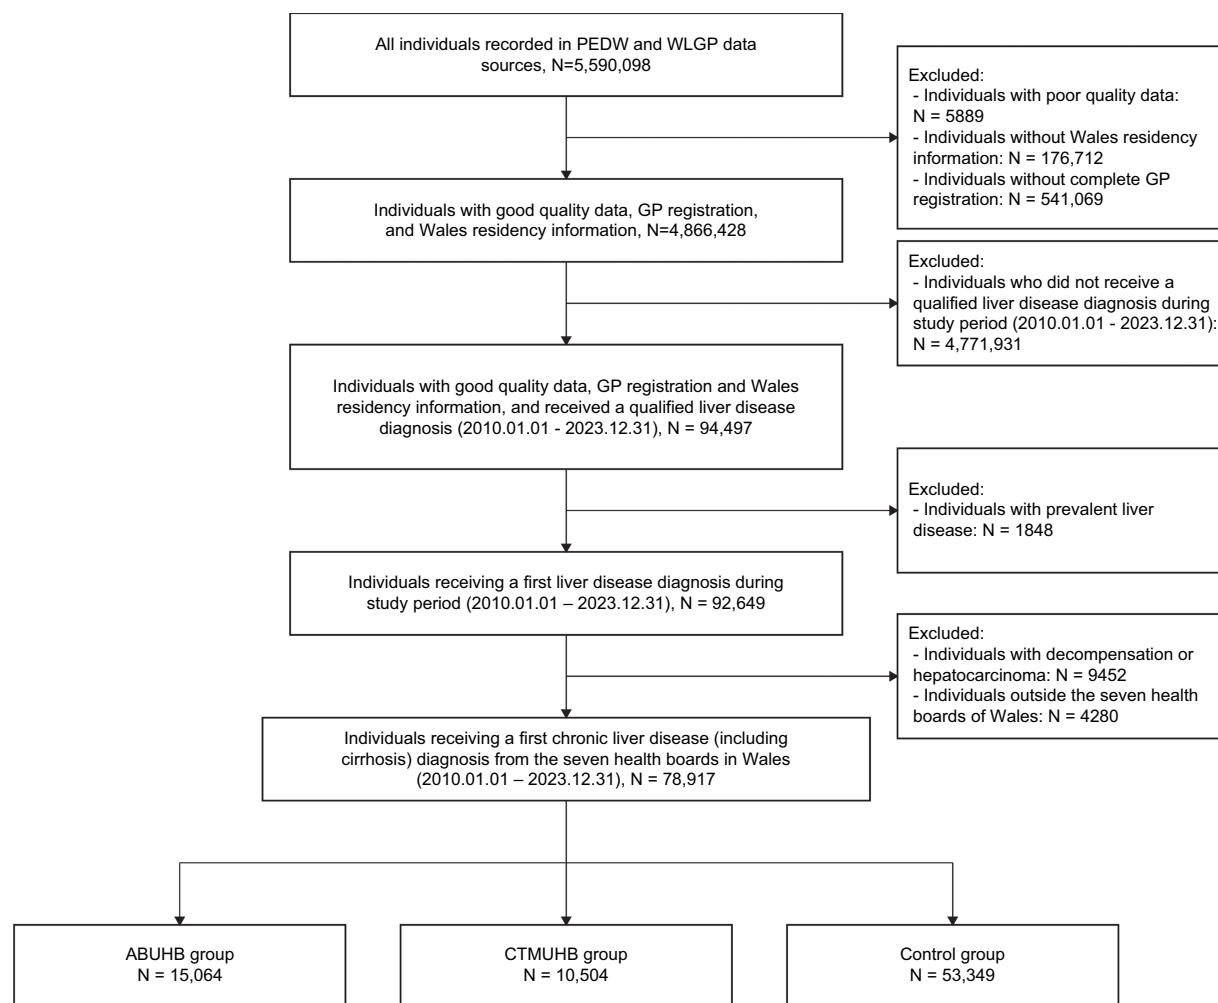 All individuals recorded in PEDW and WLGP data
sources, N=5,590,098
Excluded:
- Individuals with poor quality data:
N = 5889
- Individuals without Wales residency
information: N = 176,712
- Individuals without complete GP
registration: N = 541,069
Individuals with good quality data, GP registration,
and Wales residency information, N=4,866,428
Excluded:
- Individuals who did not receive a
qualified liver disease diagnosis during
study period (2010.01.01 - 2023.12.31):
N = 4,771,931
Individuals with good quality data, GP registration and Wales
residency information, and received a qualified liver disease
diagnosis (2010.01.01 - 2023.12.31), N = 94,497
Excluded:
- Individuals with prevalent liver
disease: N = 1848
Individuals receiving a first liver disease diagnosis during
study period (2010.01.01 – 2023.12.31), N = 92,649
Excluded:
- Individuals with decompensation or
hepatocarcinoma: N = 9452
- Individuals outside the seven health
boards of Wales: N = 4280
Individuals receiving a first chronic liver disease (including
cirrhosis) diagnosis from the seven health boards in Wales
(2010.01.01 – 2023.12.31), N = 78,917
ABUHB group
N = 15,064
CTMUHB group
N = 10,504
Control group
N = 53,349